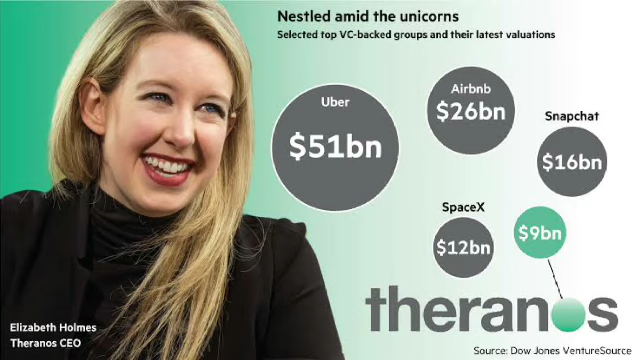 Nestled amid the unicorns
Selected top VC-backed groups and their latest valuations
Uber
$51bn
Airbnb
$26bn
Snapchat
$16bn
SpaceX
$12bn
$9bn
theranos
Elizabeth Holmes
Theranos CEO
Source: Dow Jones VentureSource